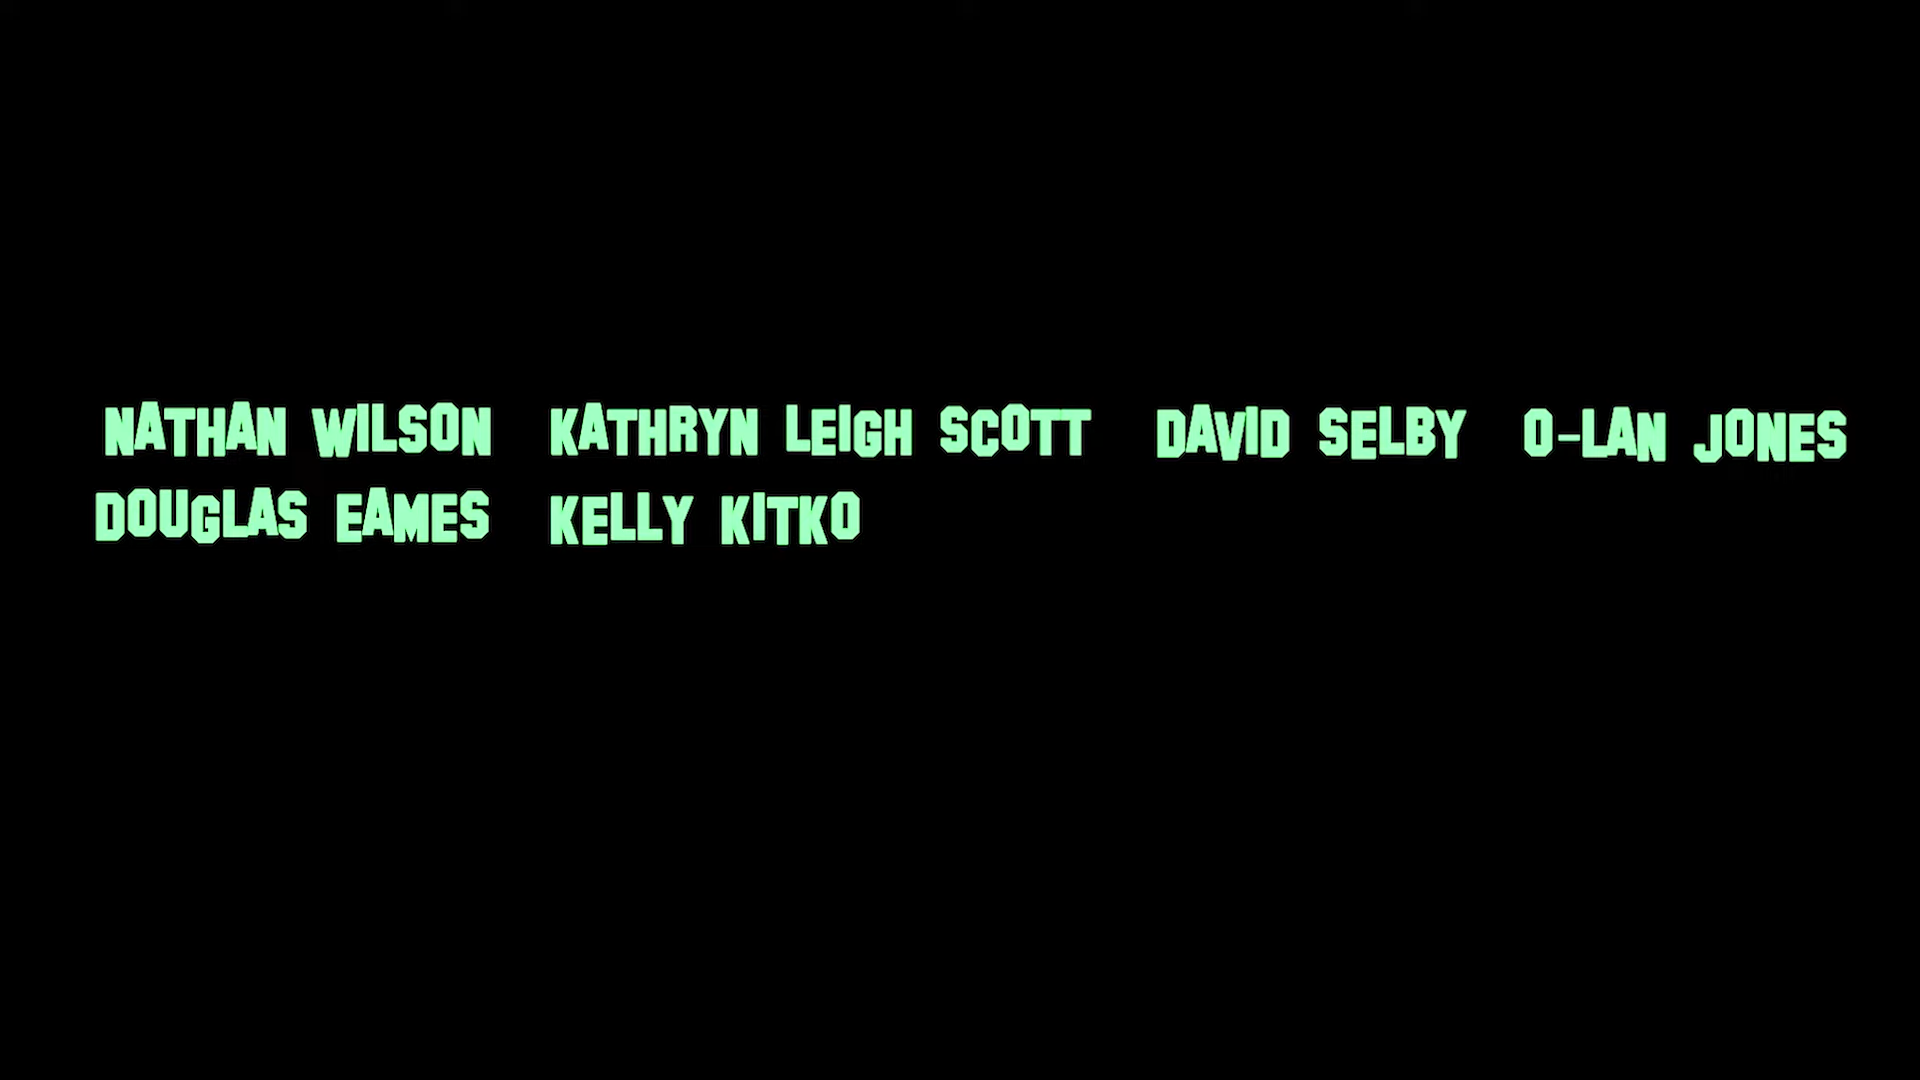 NATHAN WILSON KATHRYN LEIGH SCOTT DAVID SELBY O-LAN JONES
DOUGLAS EAMES KELLY KITKO